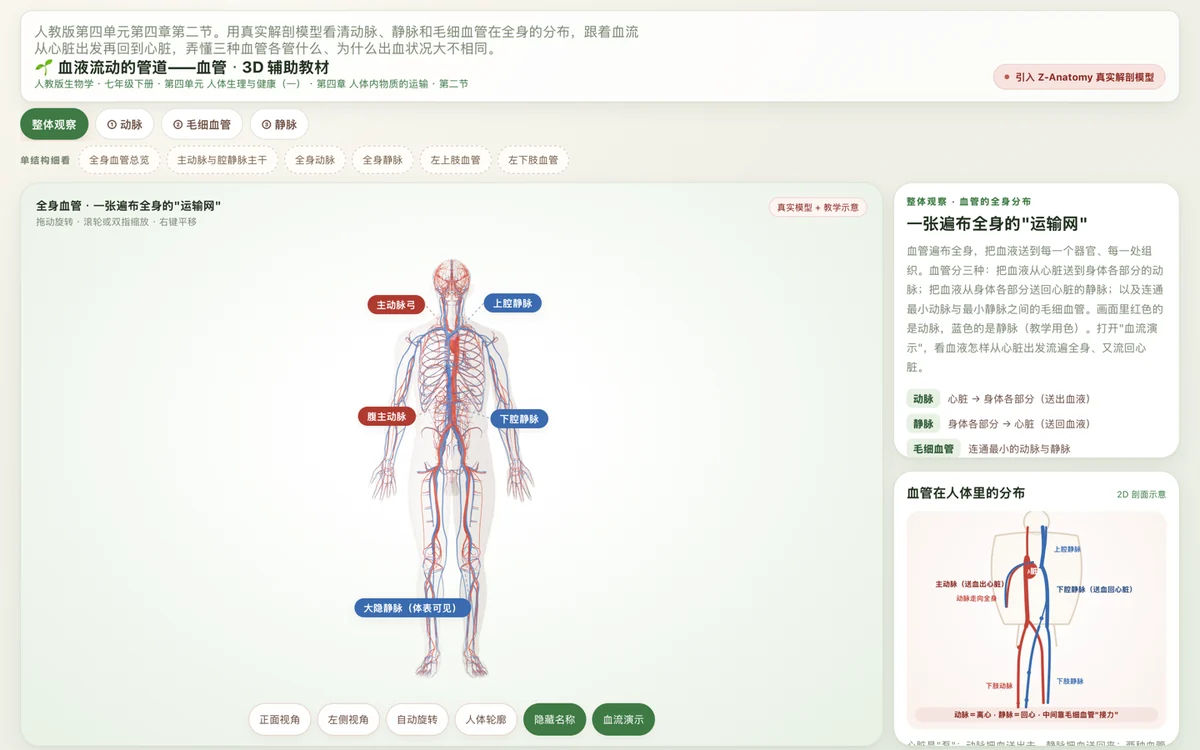 人教版第四单元第四章第二节。用真实解剖模型看清动脉、静脉和毛细血管在全身的分布，跟着血流
从心脏出发再回到心脏，弄懂三种血管各管什么、为什么出血状况大不相同。
血液流动的管道——血管 · 3D 辅助教材
人教版生物学 · 七年级下册 · 第四单元 人体生理与健康（一） · 第四章 人体内物质的运输 · 第二节
引入 Z-Anatomy 真实解剖模型
整体观察 ① 动脉 ② 毛细血管 ③ 静脉
单结构细看 全身血管总览 主动脉与腔静脉主干 全身动脉 全身静脉 左上肢血管 左下肢血管
全身血管 · 一张遍布全身的"运输网"
拖动旋转 · 滚轮或双指缩放 · 右键平移
真实模型 + 教学示意
主动脉弓
上腔静脉
腹主动脉
下腔静脉
大隐静脉（体表可见）
正面视角 左侧视角 自动旋转 人体轮廓 隐藏名称 血流演示
整体观察 · 血管的全身分布
一张遍布全身的"运输网"
血管遍布全身，把血液送到每一个器官、每一处组
织。血管分三种：把血液从心脏送到身体各部分的动
脉；把血液从身体各部分送回心脏的静脉；以及连通
最小动脉与最小静脉之间的毛细血管。画面里红色的
是动脉，蓝色的是静脉（教学用色）。打开"血流演
示"，看血液怎样从心脏出发流遍全身、又流回心
脏。
动脉 心脏 → 身体各部分（送出血液）
静脉 身体各部分 → 心脏（送回血液）
毛细血管 连通最小的动脉与静脉
血管在人体里的分布
2D 剖面示意
上腔静脉
主动脉（送血出心脏）
下腔静脉（送血回心脏）
动脉走向全身
下肢动脉
下肢静脉
动脉＝离心 · 静脉＝回心 · 中间靠毛细血管"接力"